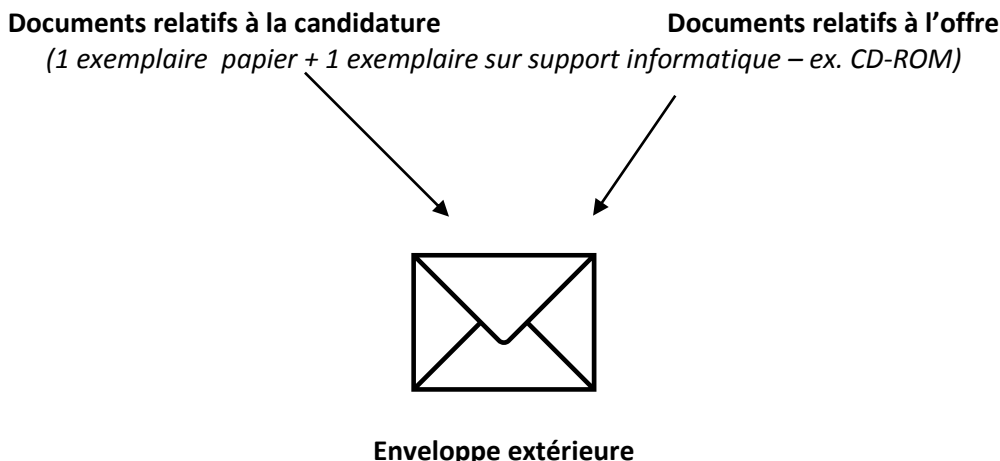 Documents relatifs à la candidature Documents relatifs à l’offre
(1 exemplaire papier + 1 exemplaire sur support informatique – ex. CD-ROM)
Enveloppe extérieure